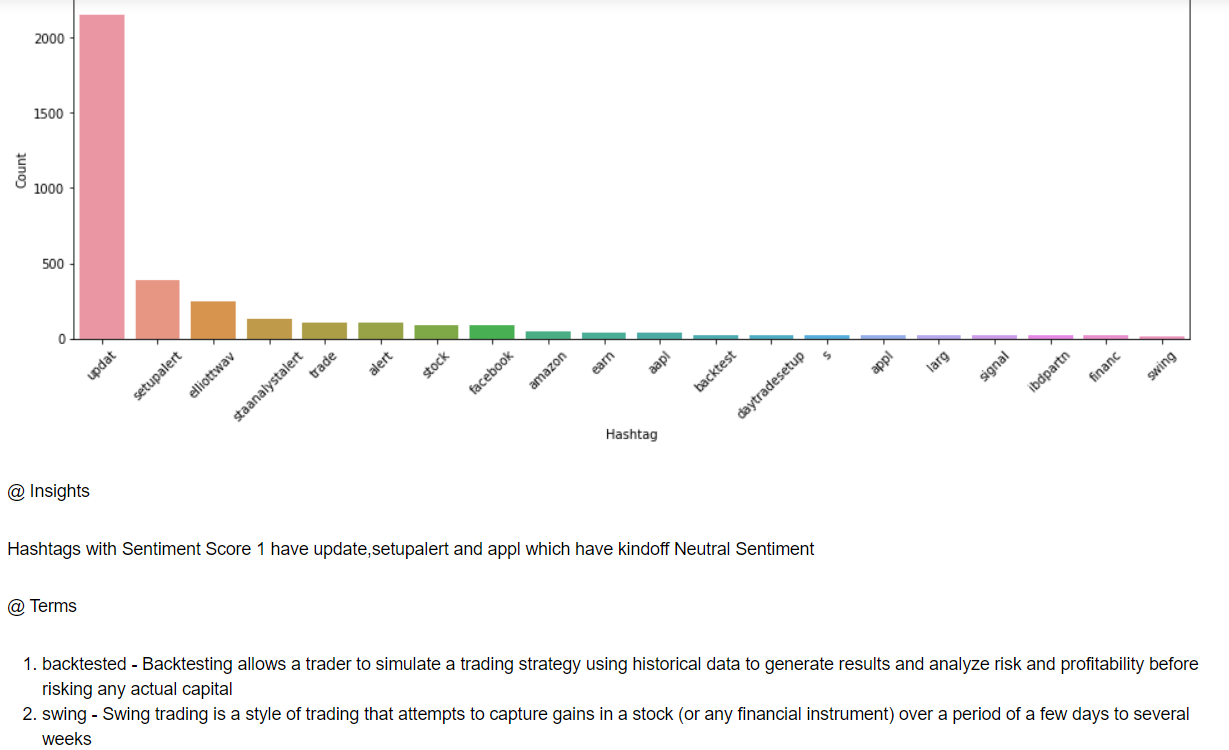 2000
1500
1000
500
0
Count
updat
setupalert
elliottwav
staanalystalert
trade
alert
stock
facebook
amazon
earn
aapl
backtest
daytradesetup
s
appl
larg
signal
ibdpartn
financ
swing
Hashtag
@ Insights
Hashtags with Sentiment Score 1 have update,setupalert and appl which have kindoff Neutral Sentiment
@ Terms
1. backtested - Backtesting allows a trader to simulate a trading strategy using historical data to generate results and analyze risk and profitability before
risking any actual capital
2. swing - Swing trading is a style of trading that attempts to capture gains in a stock (or any financial instrument) over a period of a few days to several
weeks